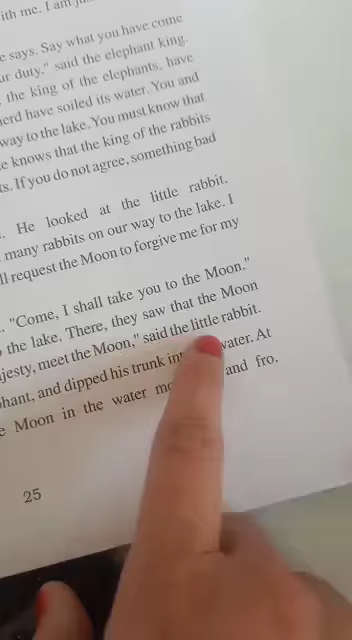 ith me. I am
e says. Say what you have come
ur duty," said the elephant king.
, the king of the elephants, have
herd have soiled its water. You and
way to the lake. You must know that
e knows that the king of the rabbits
ts. If you do not agree, something bad
. He looked at the little rabbit.
many rabbits on our way to the lake. I
ll request the Moon to forgive me for my
. "Come, I shall take you to the Moon."
the lake. There, they saw that the Moon
jesty, meet the Moon," said the little rabbit.
phant, and dipped his trunk water. At
e Moon in the water and fro.
25